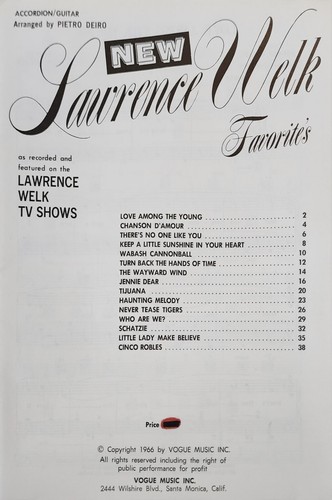 ACCORDION/GUITAR
Arranged by PIETRO DEIRO
NEW
Lawrence Welk
Favorite's
as recorded and
featured on the
LAWRENCE
WELK
TV SHOWS
LOVE AMONG THE YOUNG 2
CHANSON D'AMOUR 4
THERE'S NO ONE LIKE YOU 6
KEEP A LITTLE SUNSHINE IN YOUR HEART 8
WABASH CANNONBALL 10
TURN BACK THE HANDS OF TIME 12
THE WAYWARD WIND 14
JENNIE DEAR 16
TIJUANA 20
HAUNTING MELODY 23
NEVER TEASE TIGERS 26
WHO ARE WE? 29
SCHATZIE 32
LITTLE LADY MAKE BELIEVE 35
CINCO ROBLES 38
Price
© Copyright 1966 by VOGUE MUSIC INC.
All rights reserved including the right of
public performance for profit
VOGUE MUSIC INC.
2444 Wilshire Blvd., Santa Monica, Calif.